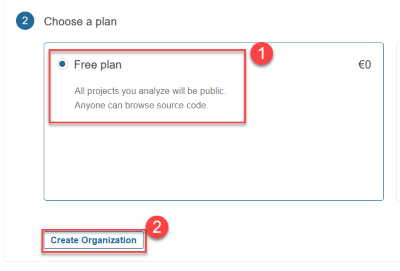 2 Choose a plan
1
Free plan €0
All projects you analyze will be public.
Anyone can browse source code.
2
Create Organization